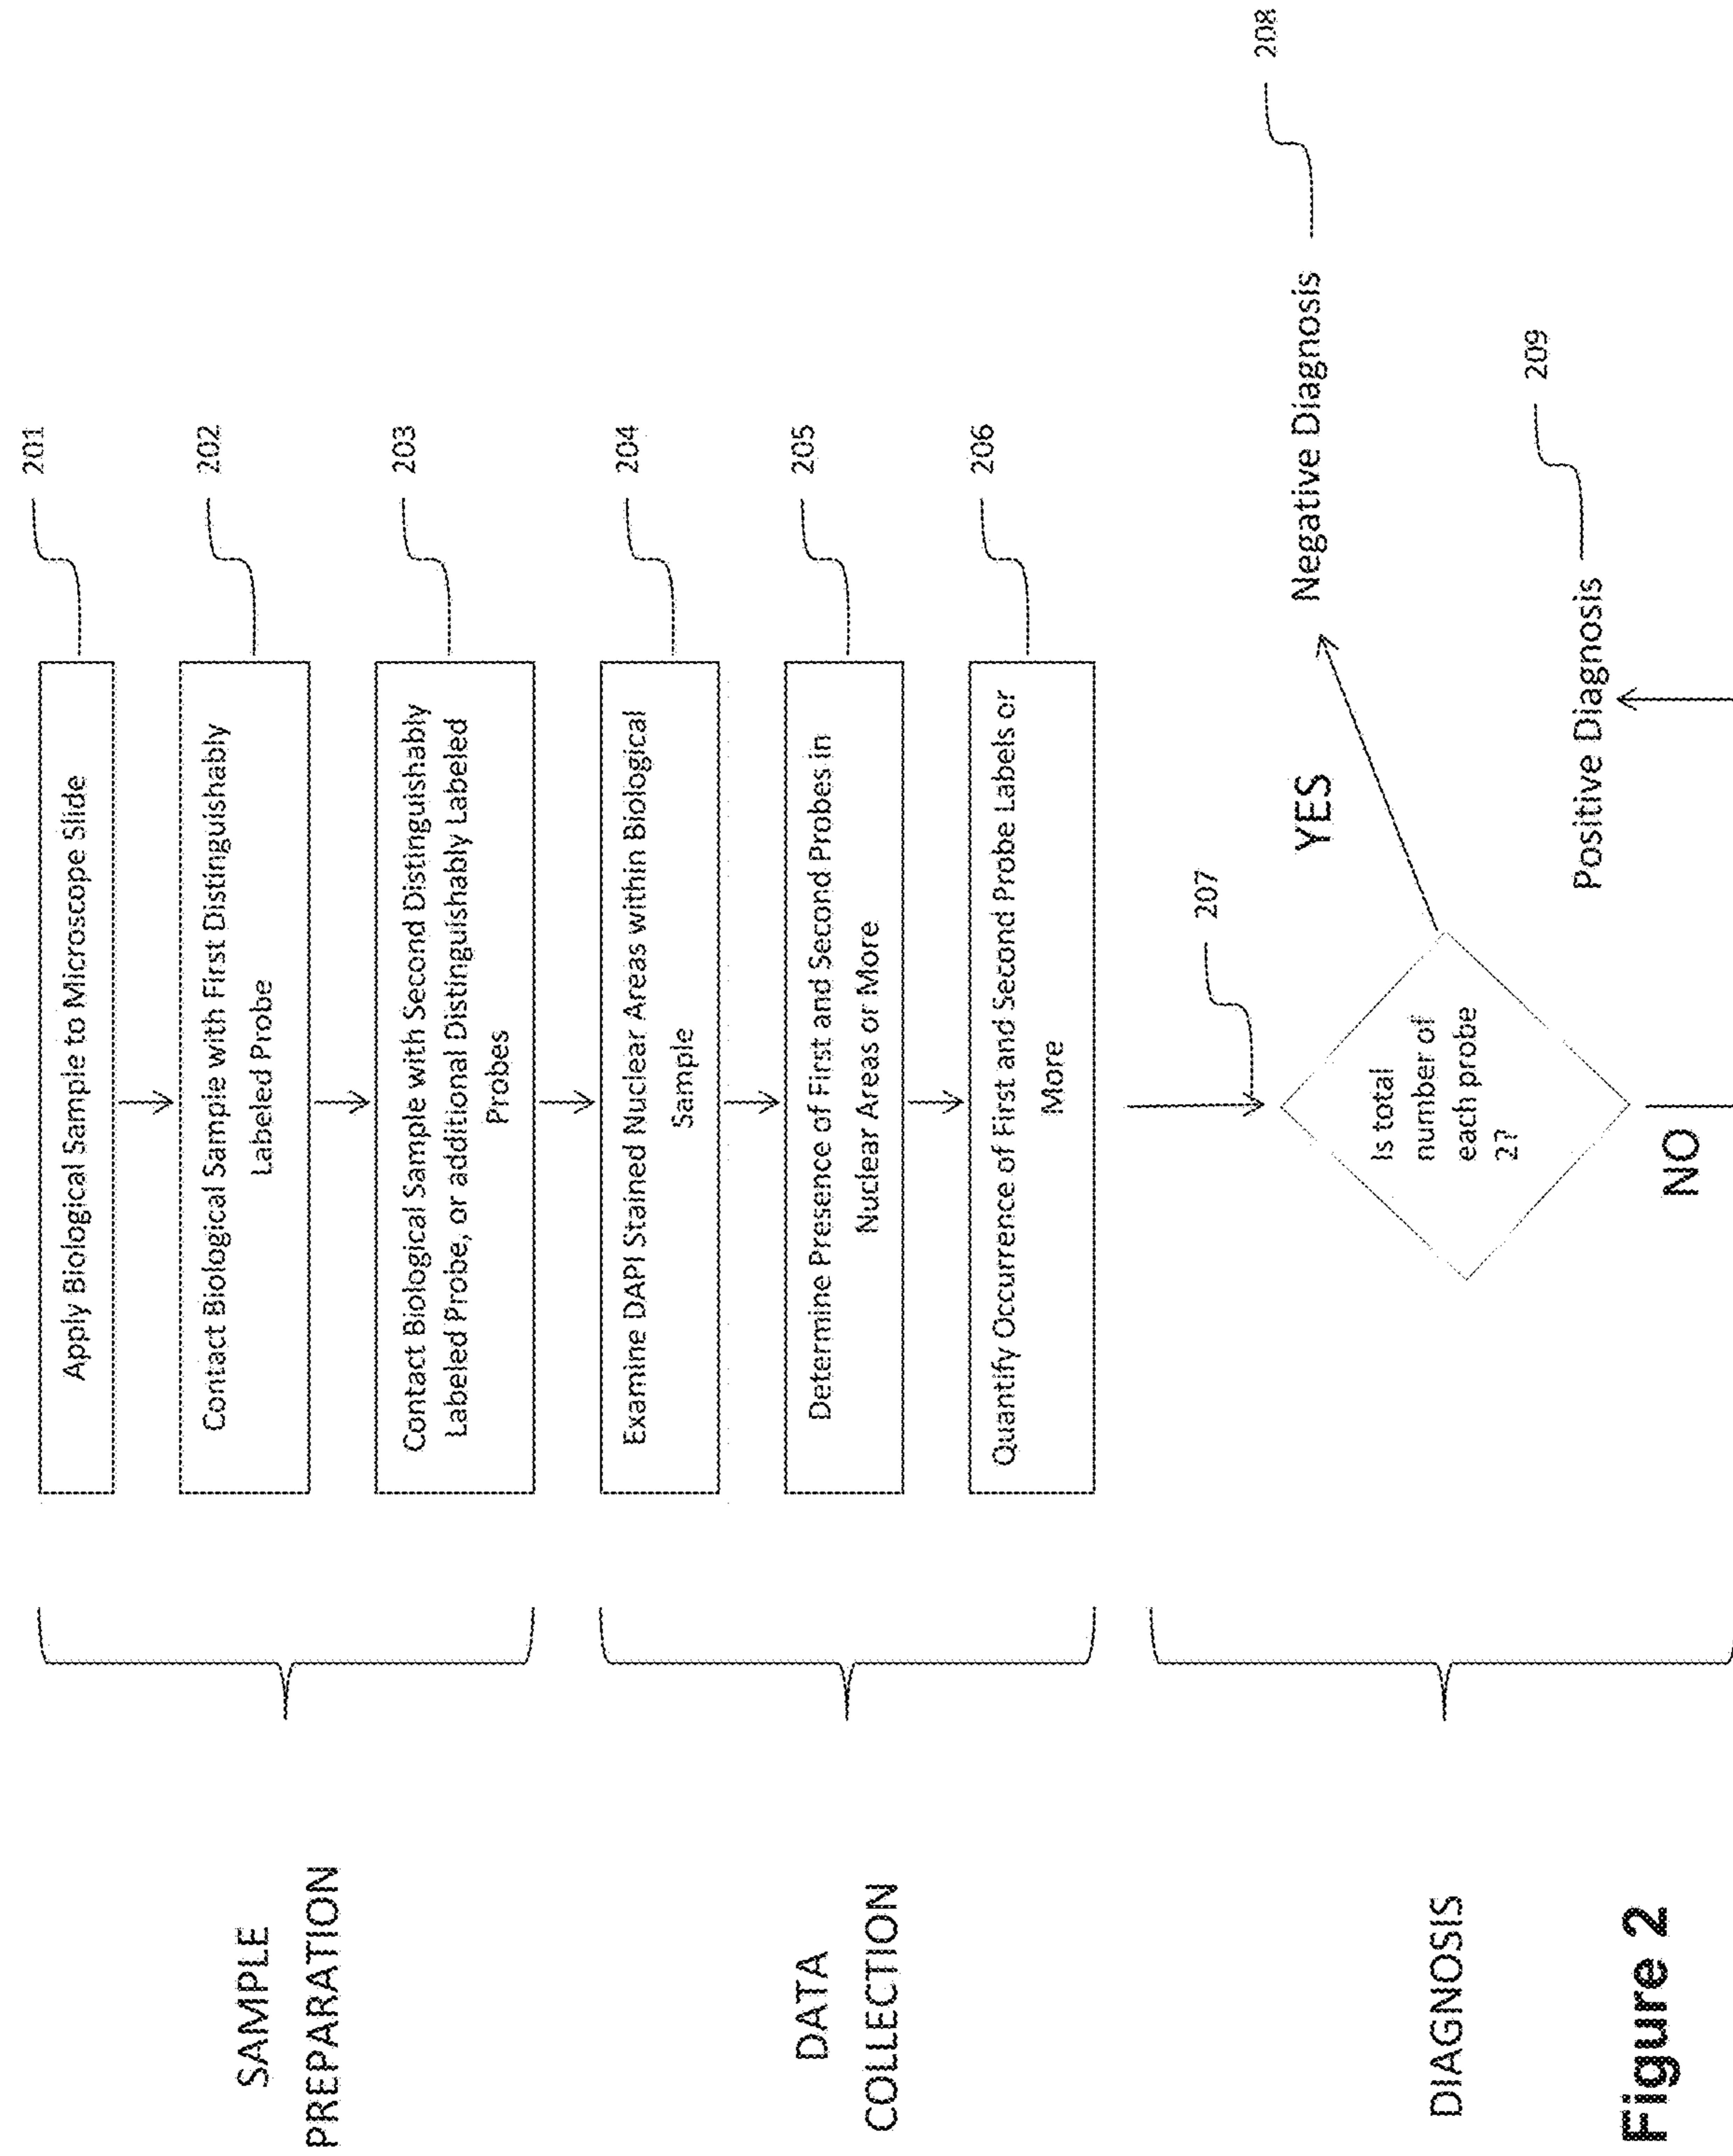 SAMPLE
PREPARATION
Apply Biological Sample to Microscope Slide
201
Contact Biological Sample with First Distinguishably
Labeled Probe
202
Contact Biological Sample with Second Distinguishably
Labeled Probe, or additional Distinguishably Labeled
Probes
203
DATA
COLLECTION
Examine DAPI Stained Nuclear Areas within Biological
Sample
204
Determine Presence of First and Second Probes in
Nuclear Areas or More
205
Quantify Occurrence of First and Second Probe Labels or
More
206
DIAGNOSIS
207
Is total
number of
each probe
2?
YES
Negative Diagnosis
208
NO
Positive Diagnosis
209
Figure 2